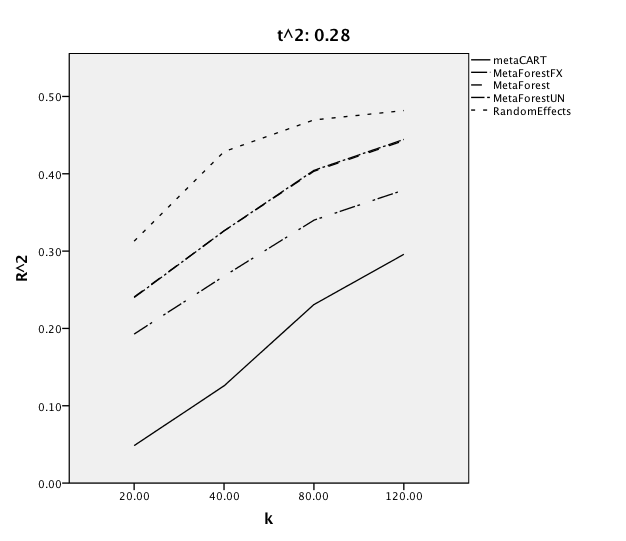 t^2: 0.28
metaCART
MetaForestFX
MetaForest
MetaForestUN
RandomEffects
0.50
0.40
0.30
0.20
0.10
0.00
R^2
20.00 40.00 80.00 120.00
k